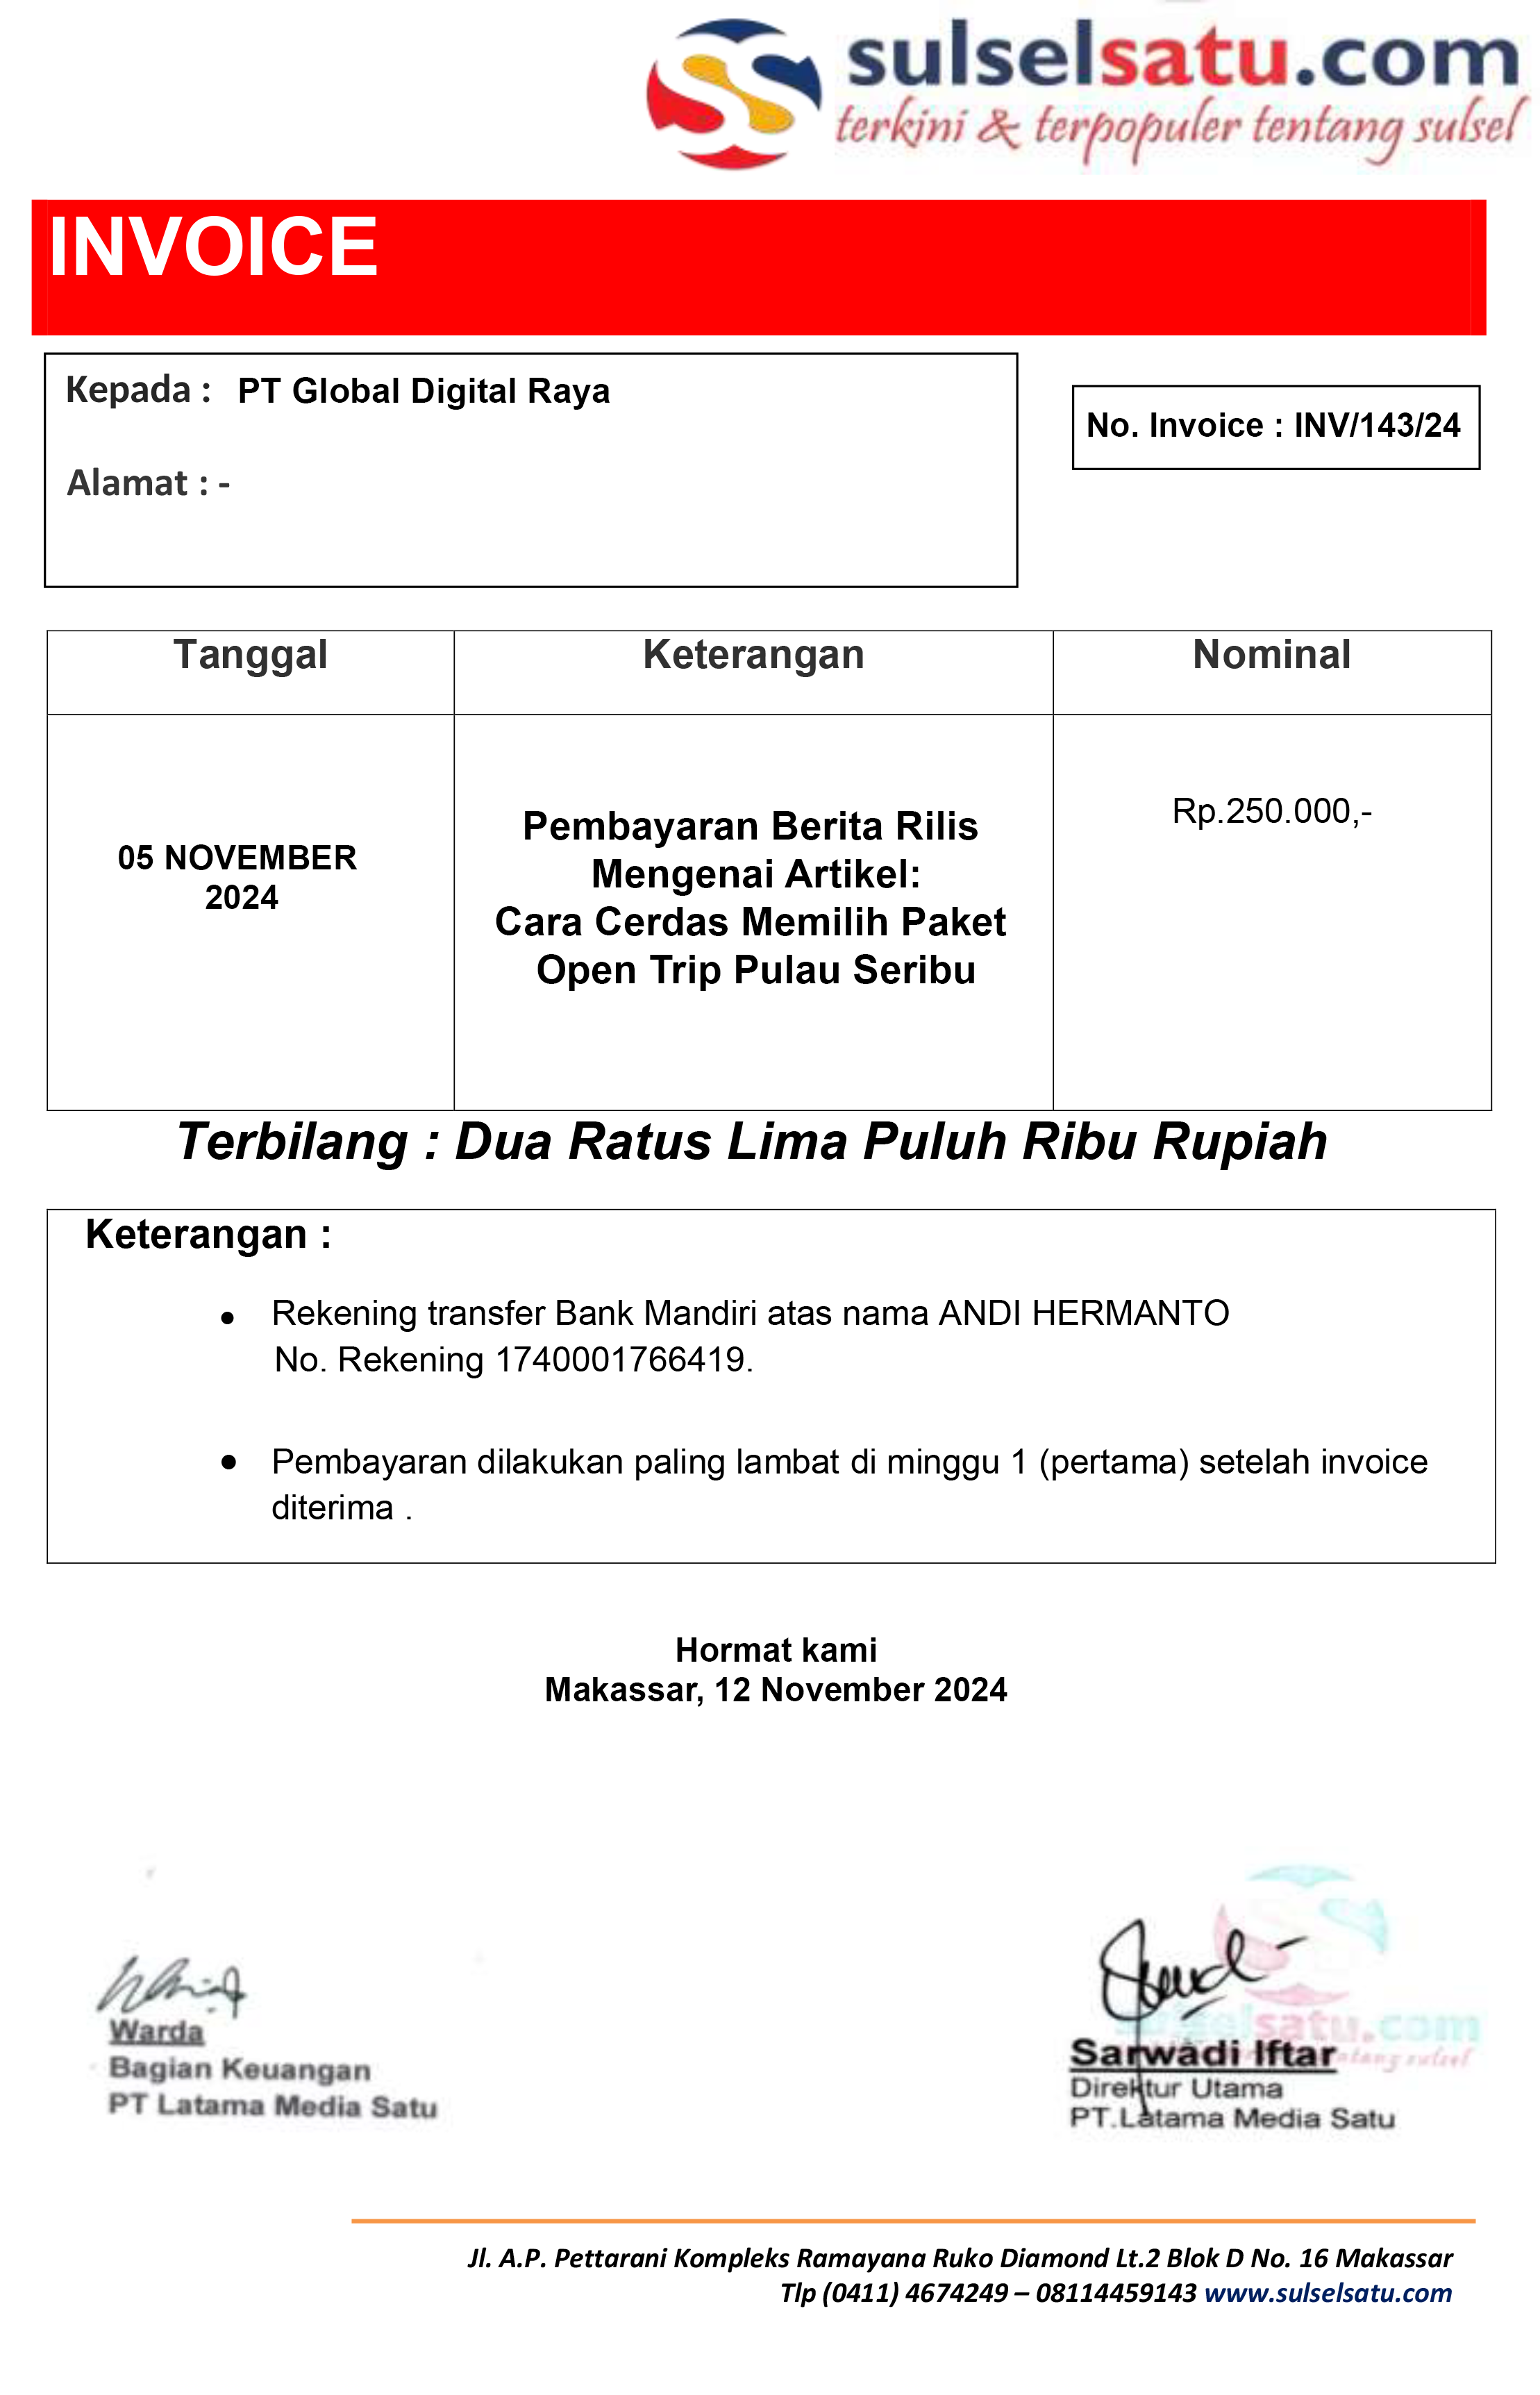 sulselsatu.com
terkini & terpopuler tentang sulsel
INVOICE
Kepada : PT Global Digital Raya
Alamat : -
No. Invoice : INV/143/24
Tanggal Keterangan Nominal
05 NOVEMBER
2024
Pembayaran Berita Rilis
Mengenai Artikel:
Cara Cerdas Memilih Paket
Open Trip Pulau Seribu
Rp.250.000,-
Terbilang : Dua Ratus Lima Puluh Ribu Rupiah
Keterangan :
● Rekening transfer Bank Mandiri atas nama ANDI HERMANTO
No. Rekening 1740001766419.
● Pembayaran dilakukan paling lambat di minggu 1 (pertama) setelah invoice
diterima .
Hormat kami
Makassar, 12 November 2024
Warda
Bagian Keuangan
PT Latama Media Satu
satu.com
Sarwadi Iftar
Direktur Utama
PT.Latama Media Satu
Jl. A.P. Pettarani Kompleks Ramayana Ruko Diamond Lt.2 Blok D No. 16 Makassar
Tlp (0411) 4674249 – 08114459143 www.sulselsatu.com